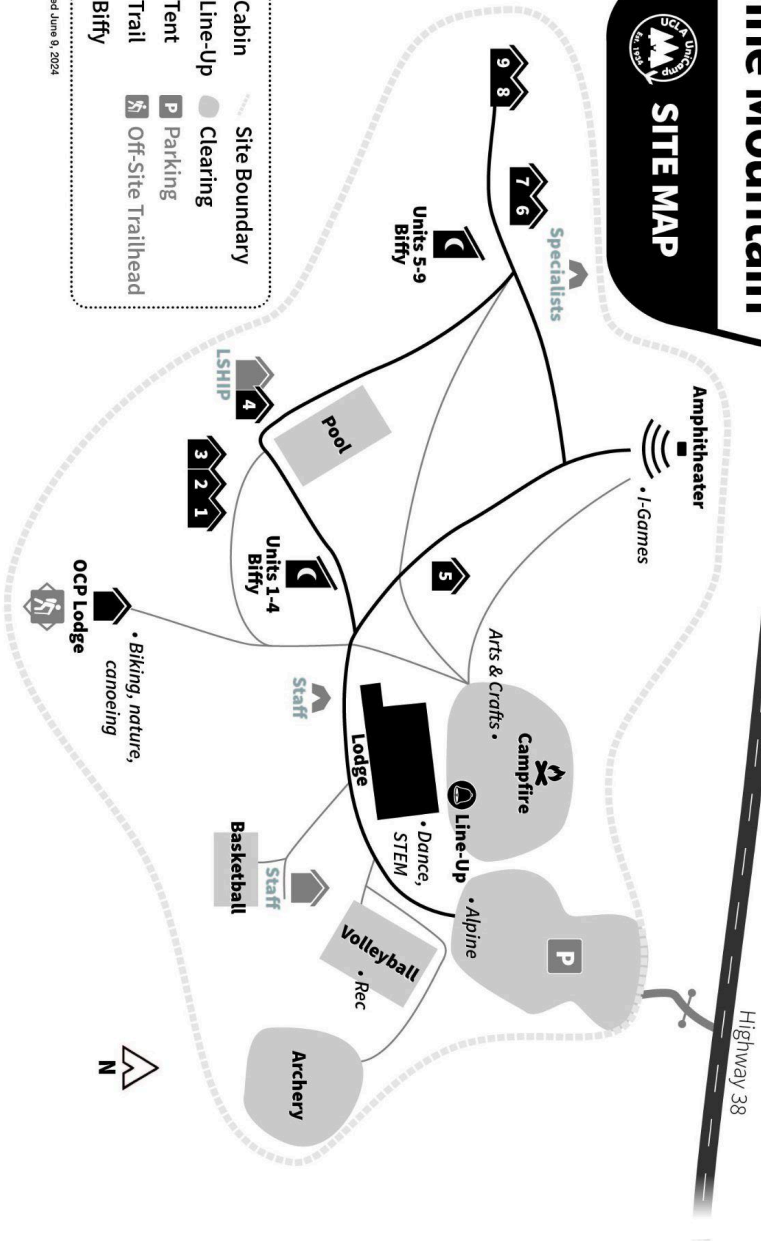 ine Mountain
UCLA UniCamp
Est. 1934
SITE MAP
Highway 38
Amphitheater
• I-Games
Specialists
9 8
7 6
Units 5-9
Biffy
5
Arts & Crafts •
Campfire
Line-Up
• Alpine
P
Pool
LSHIP
4
3 2 1
Units 1-4
Biffy
Lodge
• Dance,
STEM
Staff
Staff
Basketball
Volleyball
• Rec
Archery
OCP Lodge
• Biking, nature,
canoeing
N
Cabin
Line-Up
Tent
Trail
Biffy
Site Boundary
Clearing
P Parking
Off-Site Trailhead
ed June 9, 2024